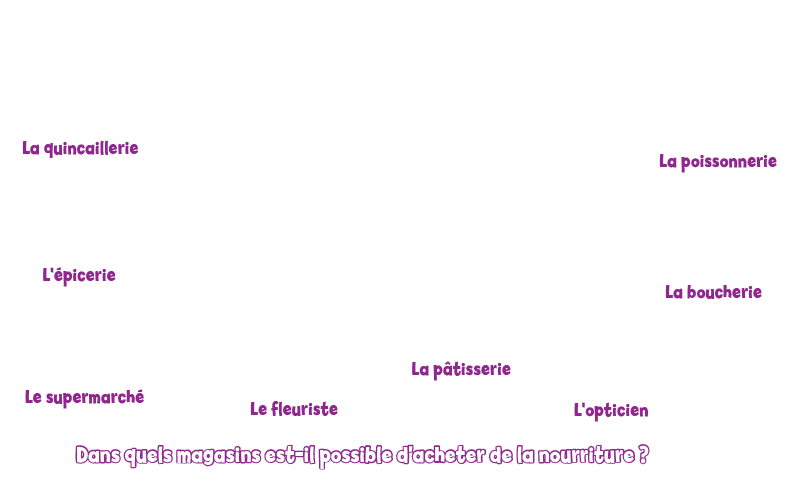 La quincaillerie
La poissonnerie
L'épicerie
La boucherie
La pâtisserie
Le supermarché
Le fleuriste
L'opticien
Dans quels magasins est-il possible d'acheter de la nourriture ?